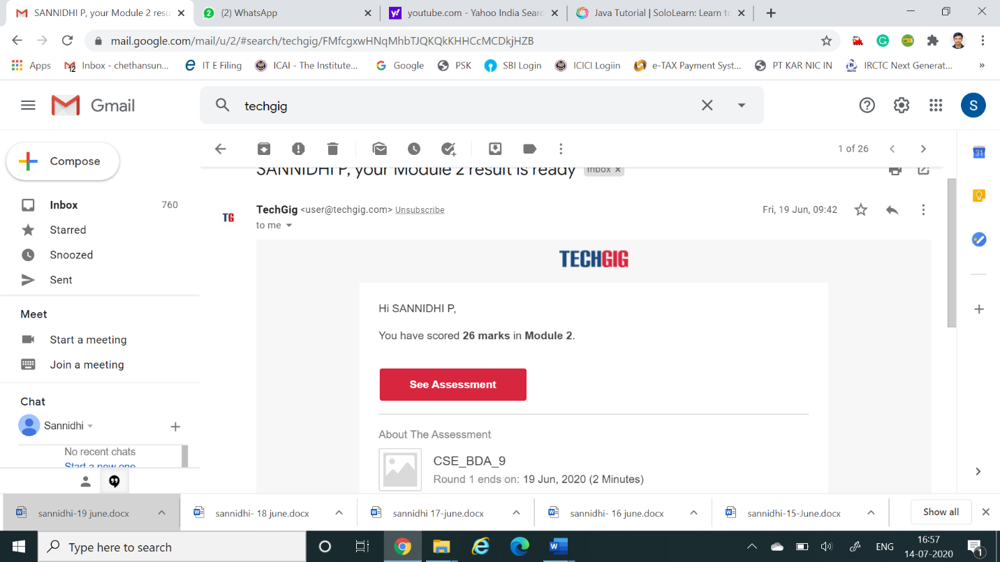 SANNIDHI P, your Module 2 resu
(2) WhatsApp
youtube.com - Yahoo India Searc
Java Tutorial | SoloLearn: Learn to
mail.google.com/mail/u/2/#search/techgig/FMfcgxwHNqMhbTJQKQkKHHCcMCDkjHZB
Apps
Inbox - chethansun...
IT E Filing
ICAI - The Institute...
Google
PSK
SBI Login
ICICI Logiin
e-TAX Payment Syst...
PT KAR NIC IN
IRCTC Next Generat...
»
Gmail
techgig
S
Compose
1 of 26
SANNIDHI P, your Module 2 result is ready
Inbox ×
Inbox 760
Starred
Snoozed
Sent
TG
TechGig <user@techgig.com> Unsubscribe
Fri, 19 Jun, 09:42
to me
31
TECHGIG
Hi SANNIDHI P,
You have scored 26 marks in Module 2.
See Assessment
About The Assessment
CSE_BDA_9
Round 1 ends on: 19 Jun, 2020 (2 Minutes)
Meet
Start a meeting
Join a meeting
Chat
Sannidhi
No recent chats
Start a new one
sannidhi-19 june.docx
sannidhi- 18 june.docx
sannidhi 17-june.docx
sannidhi- 16 june.docx
sannidhi-15-June.docx
Show all
Type here to search
ENG
16:57
14-07-2020
1